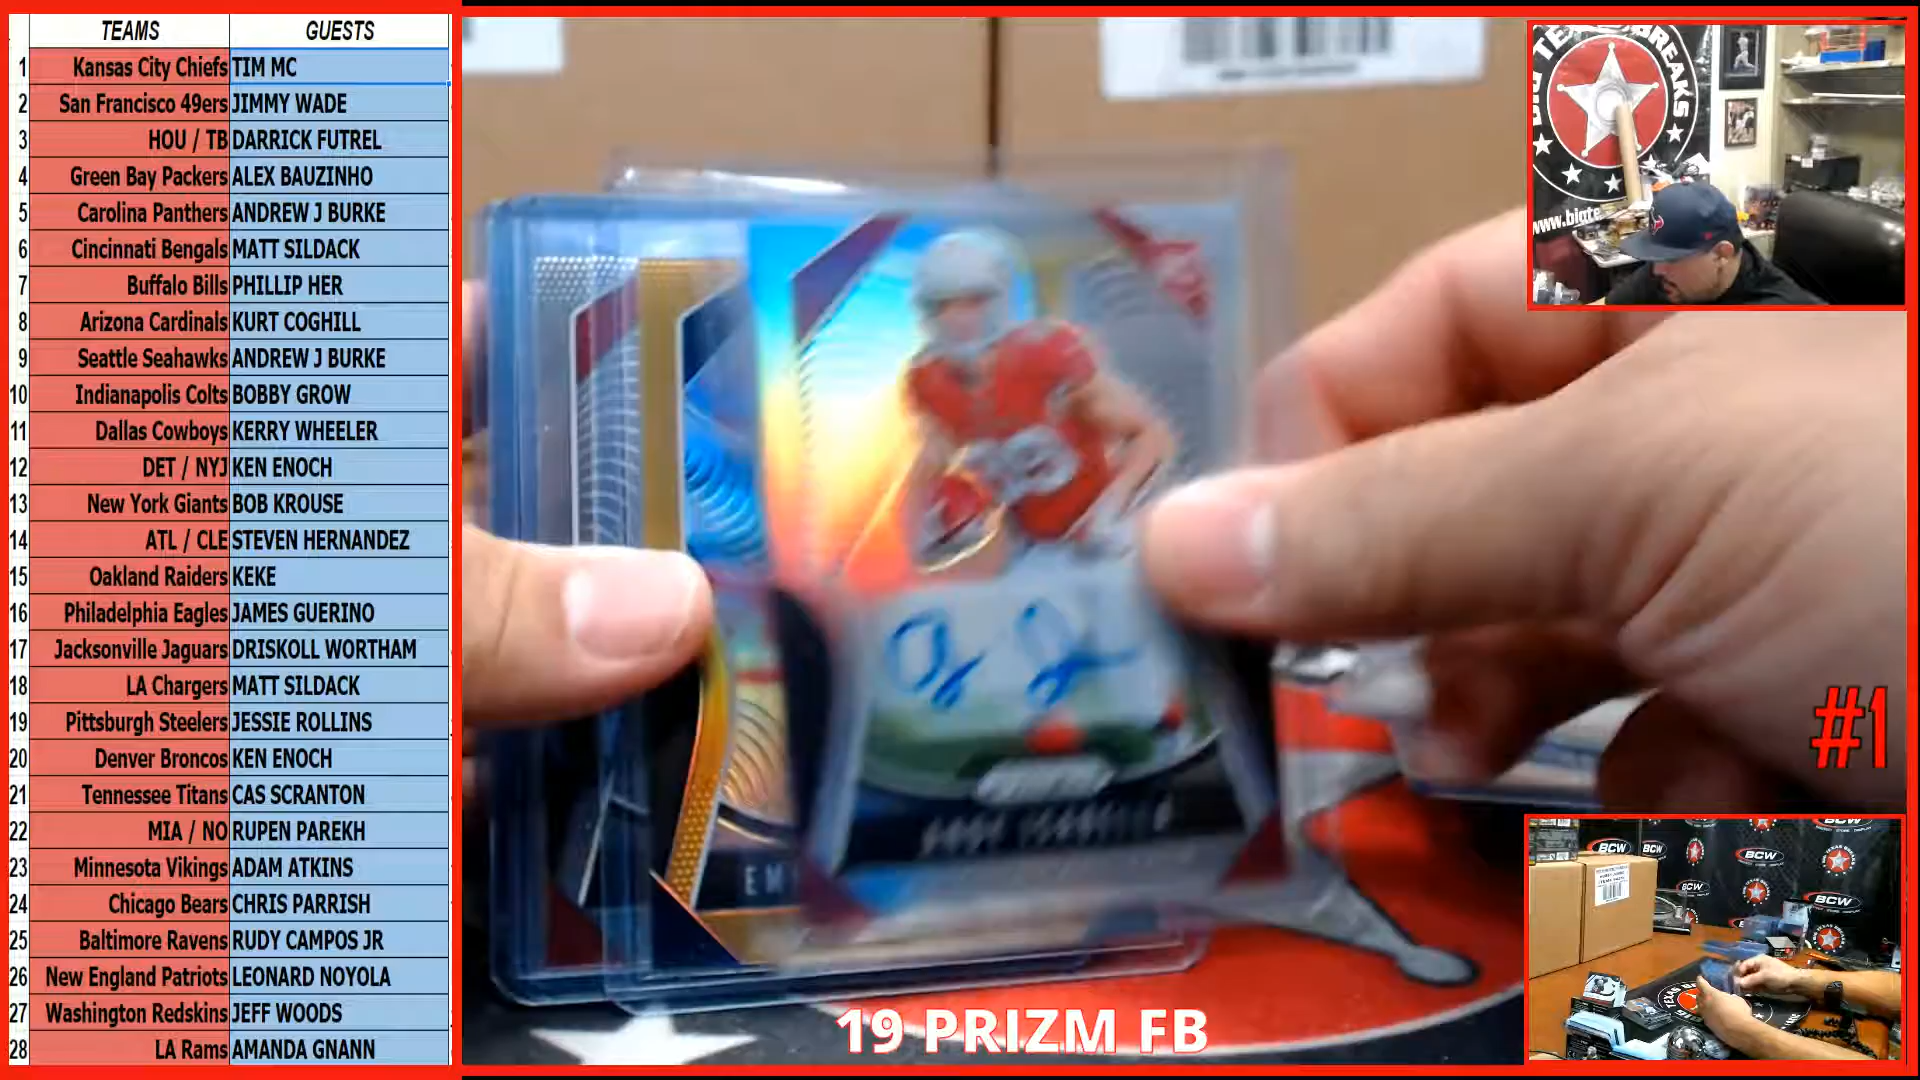 TEAMS GUESTS
1 Kansas City Chiefs TIM MC
2 San Francisco 49ers JIMMY WADE
3 HOU / TB DARRICK FUTREL
4 Green Bay Packers ALEX BAUZINHO
5 Carolina Panthers ANDREW J BURKE
6 Cincinnati Bengals MATT SILDACK
7 Buffalo Bills PHILLIP HER
8 Arizona Cardinals KURT COGHILL
9 Seattle Seahawks ANDREW J BURKE
10 Indianapolis Colts BOBBY GROW
11 Dallas Cowboys KERRY WHEELER
12 DET / NYJ KEN ENOCH
13 New York Giants BOB KROUSE
14 ATL / CLE STEVEN HERNANDEZ
15 Oakland Raiders KEKE
16 Philadelphia Eagles JAMES GUERINO
17 Jacksonville Jaguars DRISKOLL WORTHAM
18 LA Chargers MATT SILDACK
19 Pittsburgh Steelers JESSIE ROLLINS
20 Denver Broncos KEN ENOCH
21 Tennessee Titans CAS SCRANTON
22 MIA / NO RUPEN PAREKH
23 Minnesota Vikings ADAM ATKINS
24 Chicago Bears CHRIS PARRISH
25 Baltimore Ravens RUDY CAMPOS JR
26 New England Patriots LEONARD NOYOLA
27 Washington Redskins JEFF WOODS
28 LA Rams AMANDA GNANN
EM
19 PRIZM FB
#1
BREAKS
www.bigte
BCW
BCW
BCW
BCW
BCW